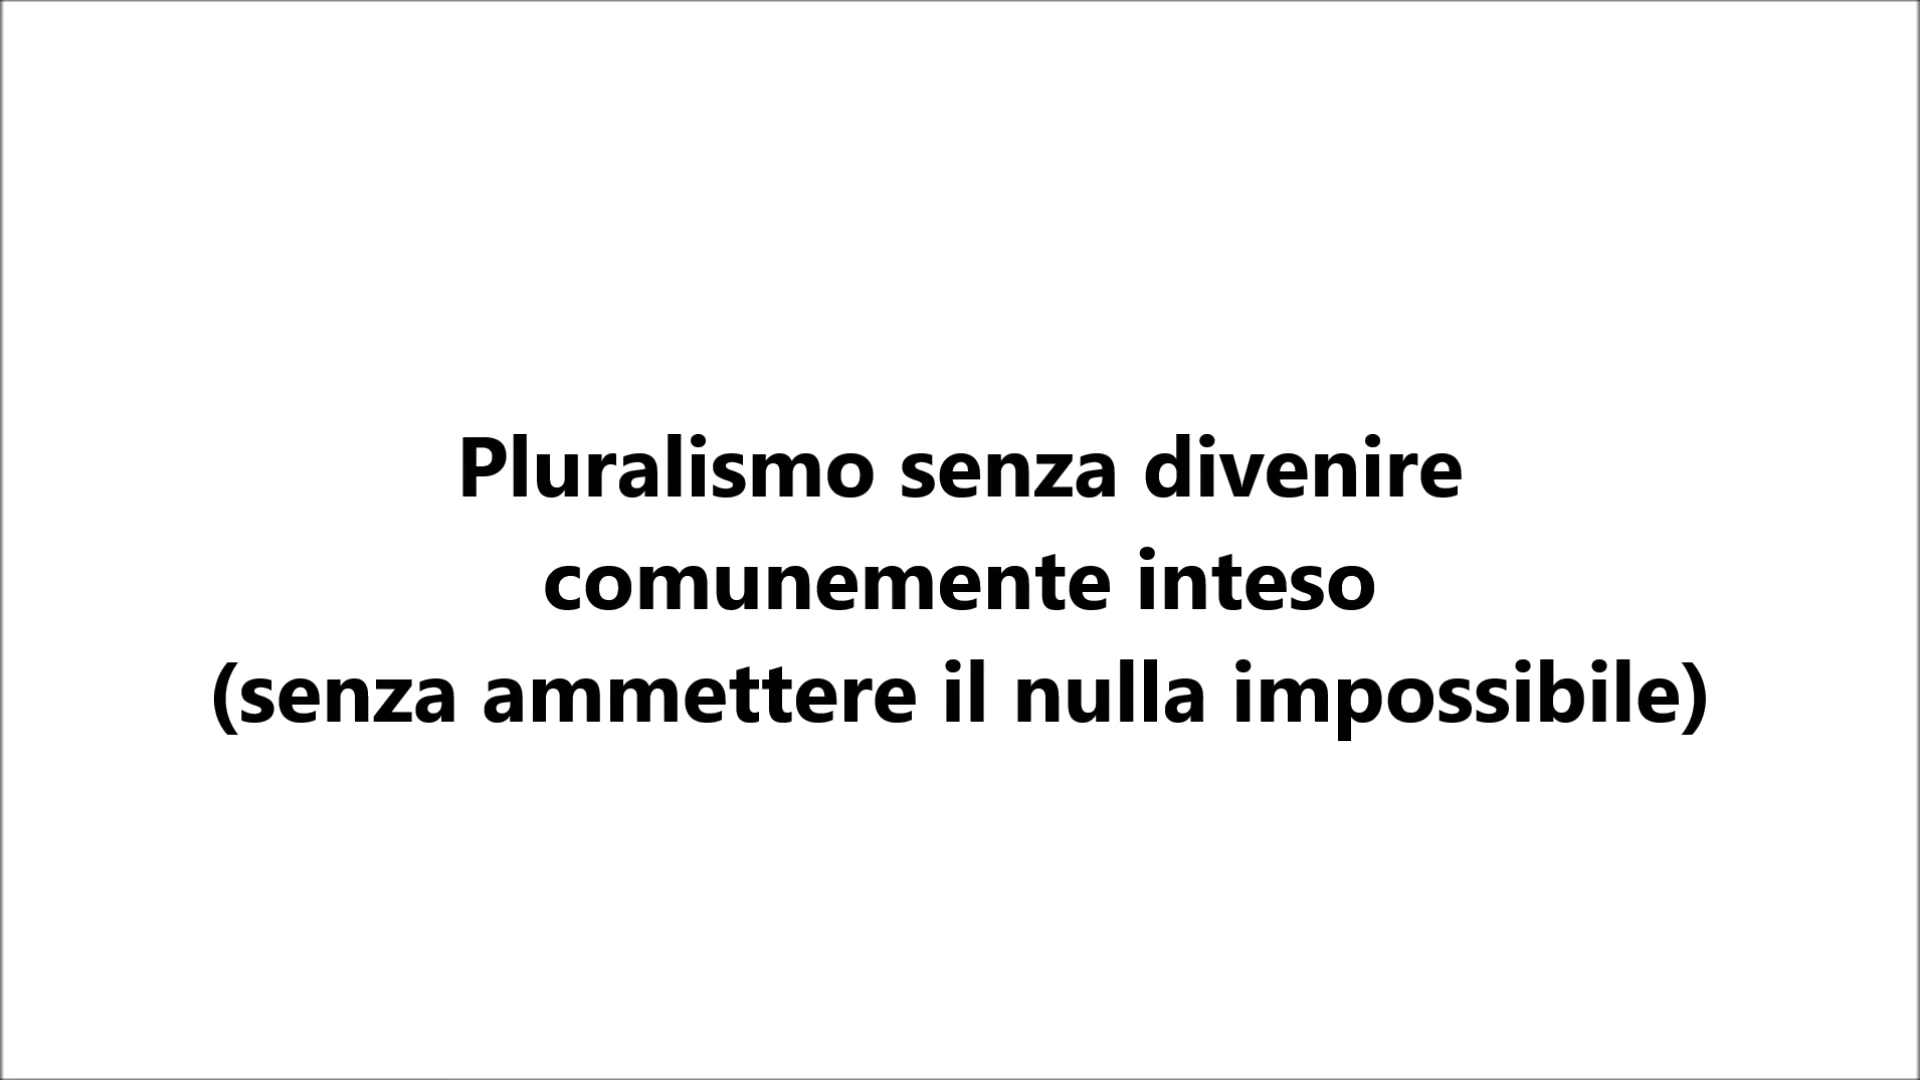 Pluralismo senza divenire
comunemente inteso
(senza ammettere il nulla impossibile)